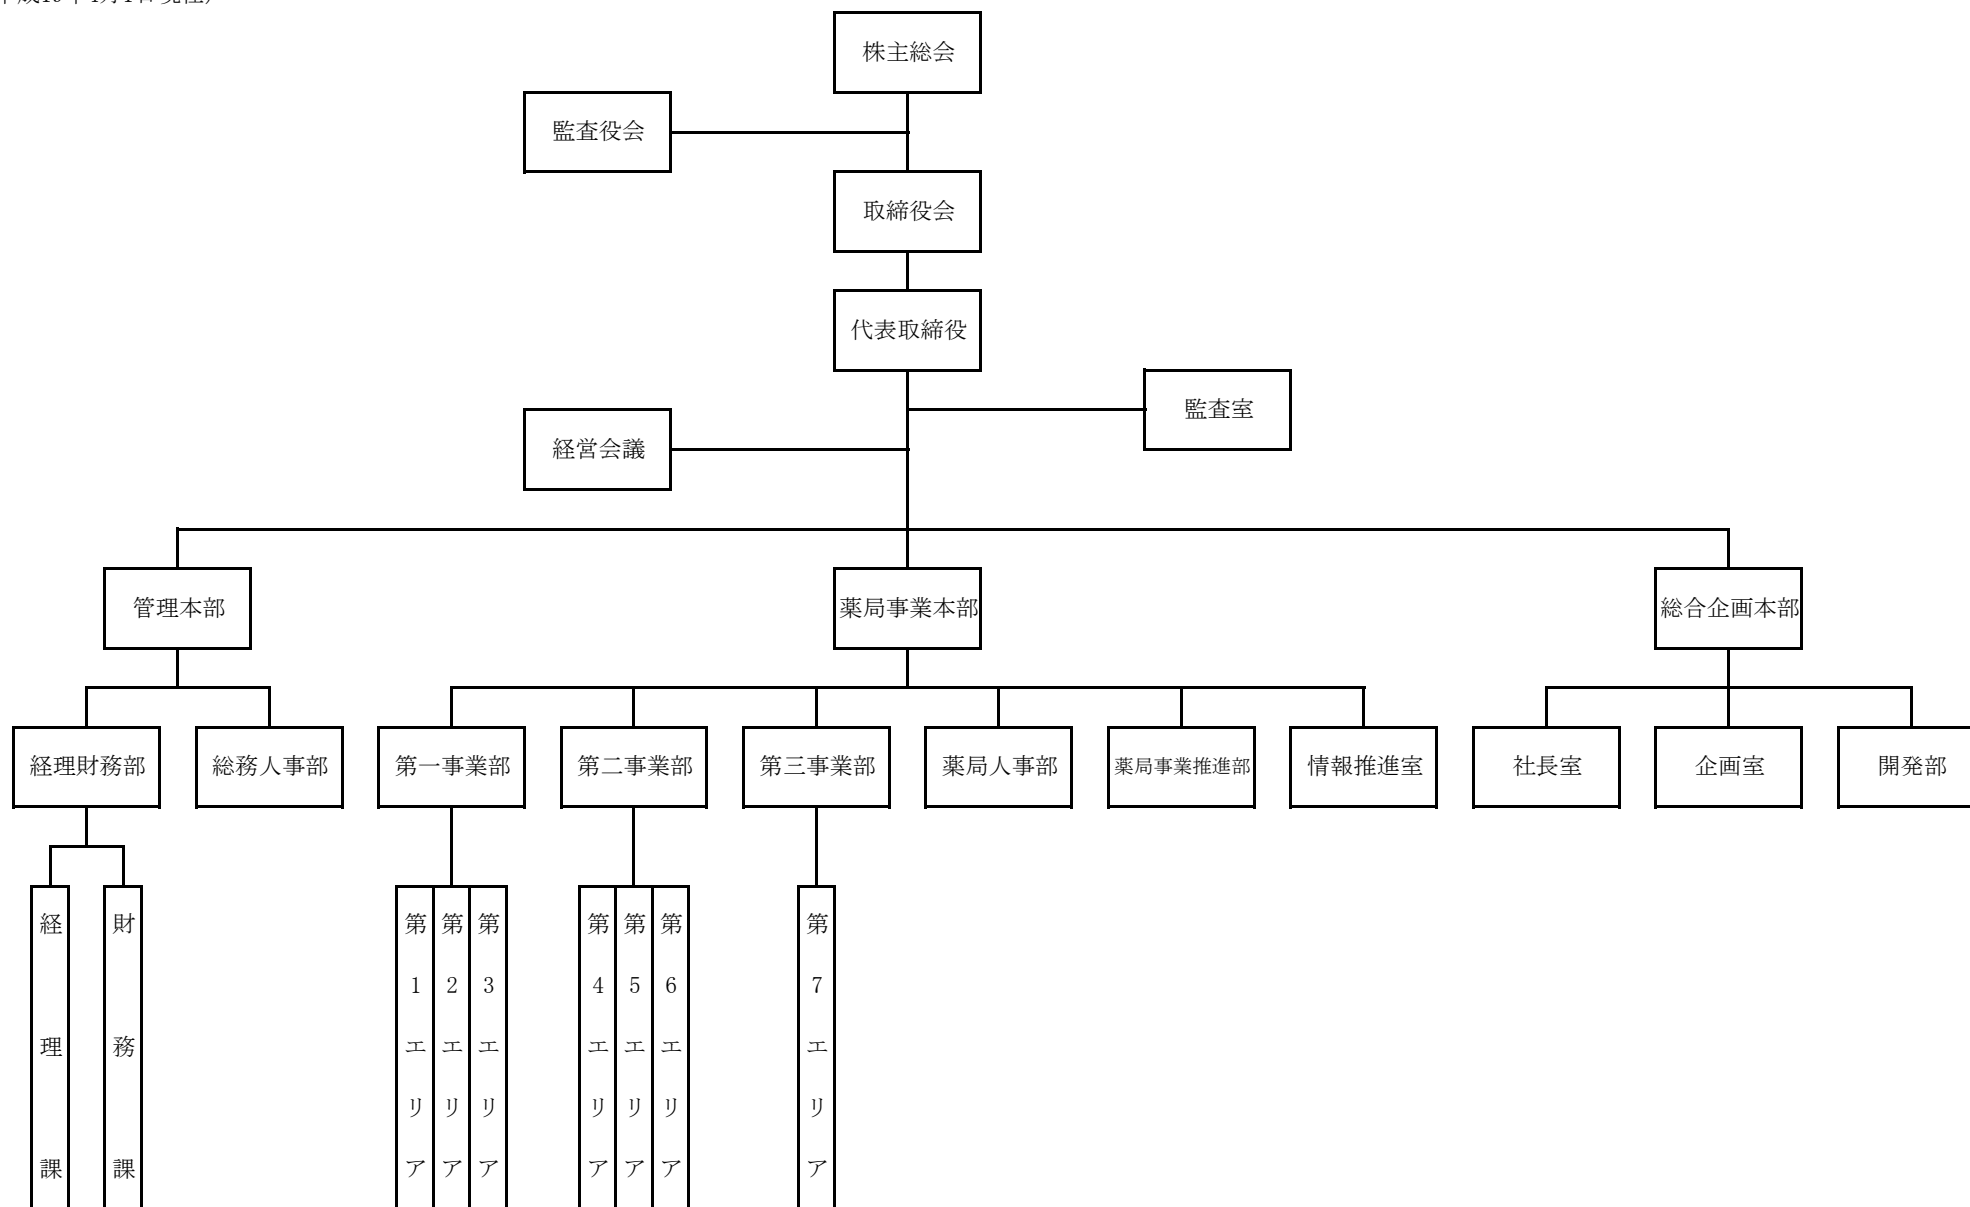 株主総会
監査役会
取締役会
代表取締役
監査室
経営会議
管理本部
薬局事業本部
総合企画本部
経理財務部
総務人事部
第一事業部
第二事業部
第三事業部
薬局人事部
薬局事業推進部
情報推進室
社長室
企画室
開発部
経理課
財務課
第1エリア
第2エリア
第3エリア
第4エリア
第5エリア
第6エリア
第7エリア